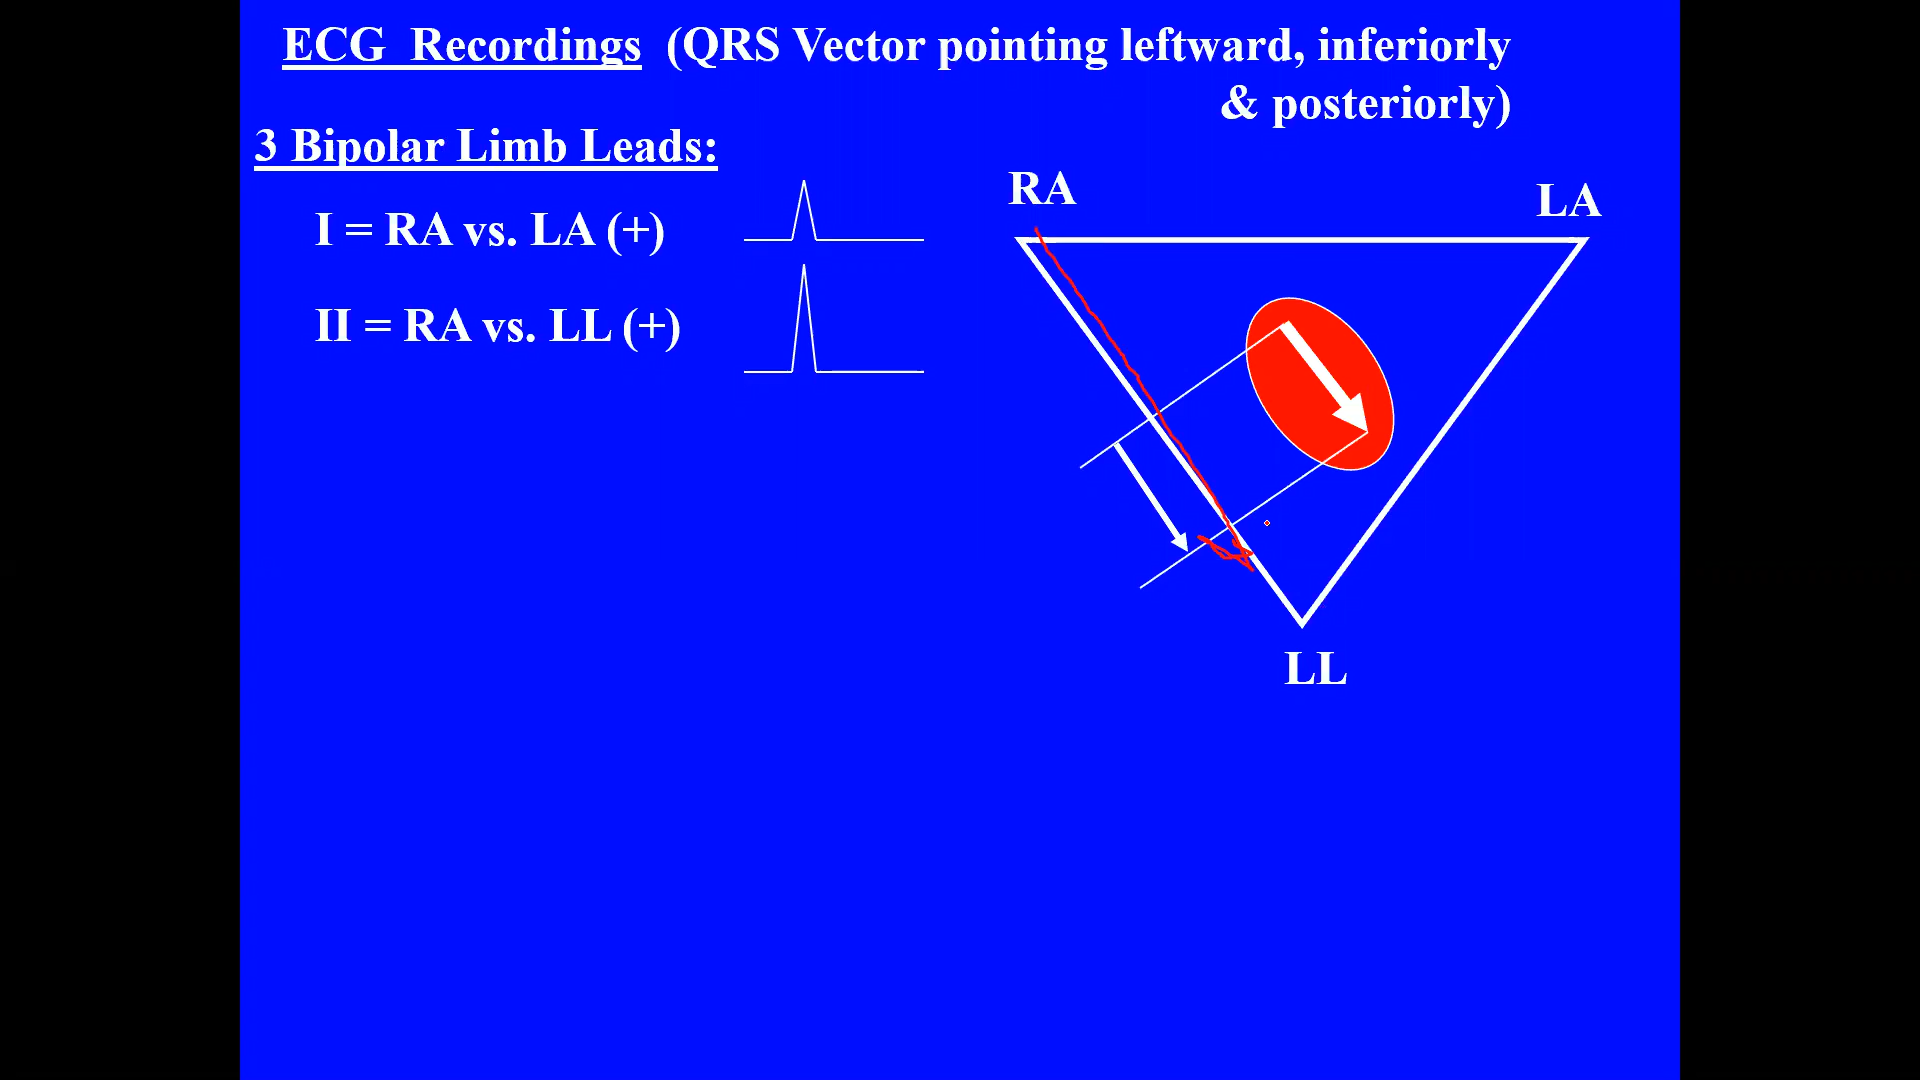 ECG Recordings (QRS Vector pointing leftward, inferiorly
& posteriorly)
3 Bipolar Limb Leads:
RA
LA
I = RA vs. LA (+)
II = RA vs. LL (+)
LL